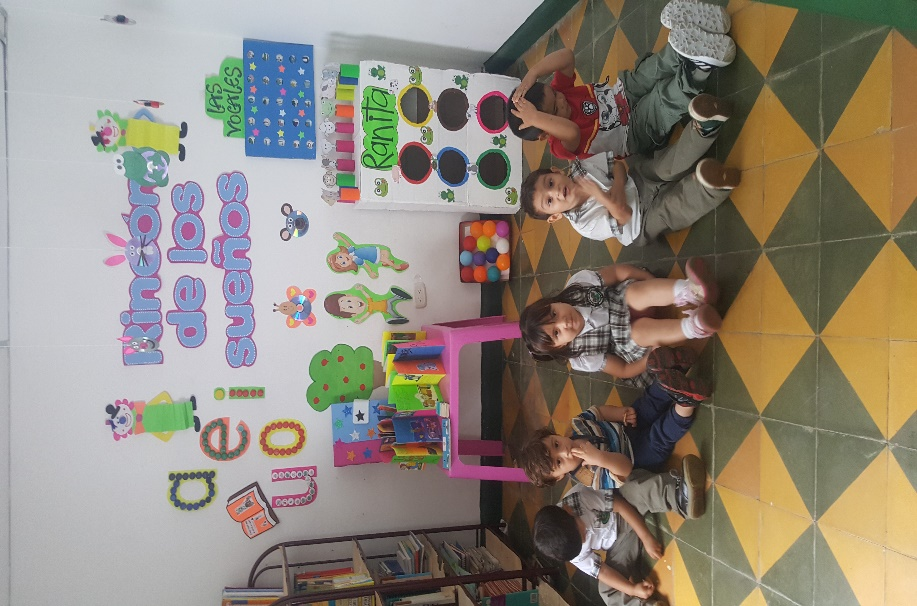 Rincón
de los
sueños
a
e
i
o
u
Las
vocales
Ranita